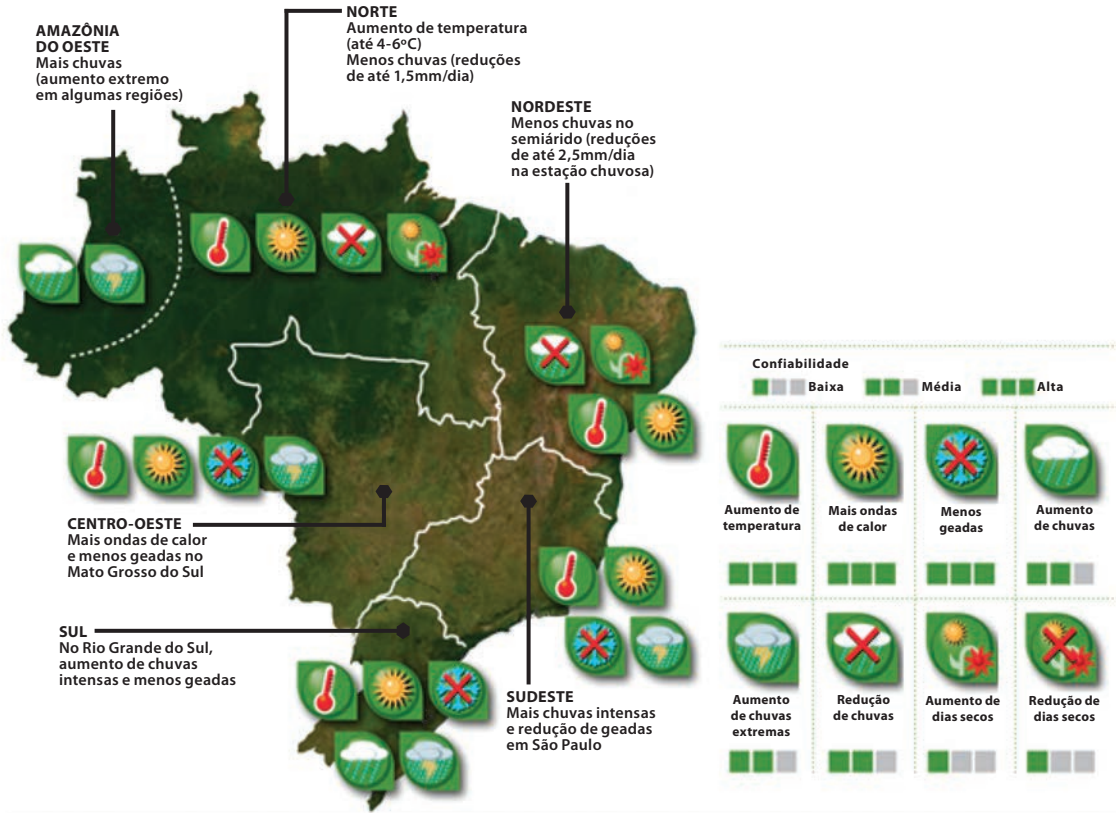 AMAZÔNIA
DO OESTE
Mais chuvas
(aumento extremo
em algumas regiões)
NORTE
Aumento de temperatura
(até 4-6ºC)
Menos chuvas (reduções
de até 1,5mm/dia)
NORDESTE
Menos chuvas no
semiárido (reduções
de até 2,5mm/dia
na estação chuvosa)
CENTRO-OESTE
Mais ondas de calor
e menos geadas no
Mato Grosso do Sul
SUL
No Rio Grande do Sul,
aumento de chuvas
intensas e menos geadas
SUDESTE
Mais chuvas intensas
e redução de geadas
em São Paulo
Confiabilidade
Baixa Média Alta
Aumento de
temperatura
Mais ondas
de calor
Menos
geadas
Aumento
de chuvas
Aumento
de chuvas
extremas
Redução
de chuvas
Aumento de
dias secos
Redução de
dias secos